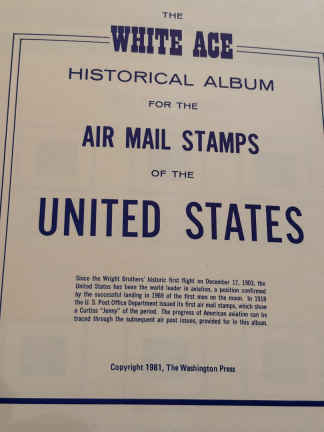 THE
WHITE ACE
HISTORICAL ALBUM
FOR THE
AIR MAIL STAMPS
OF THE
UNITED STATES
Since the Wright Brothers' historic first flight on December 17, 1903, the
United States has been the world leader in aviation, a position confirmed
by the successful landing in 1969 of the first men on the moon. In 1918
the U. S. Post Office Department issued its first air mail stamps, which show
a Curtiss "Jenny" of the period. The progress of American aviation can be
traced through the subsequent air post issues, provided for in this album.
Copyright 1981, The Washington Press